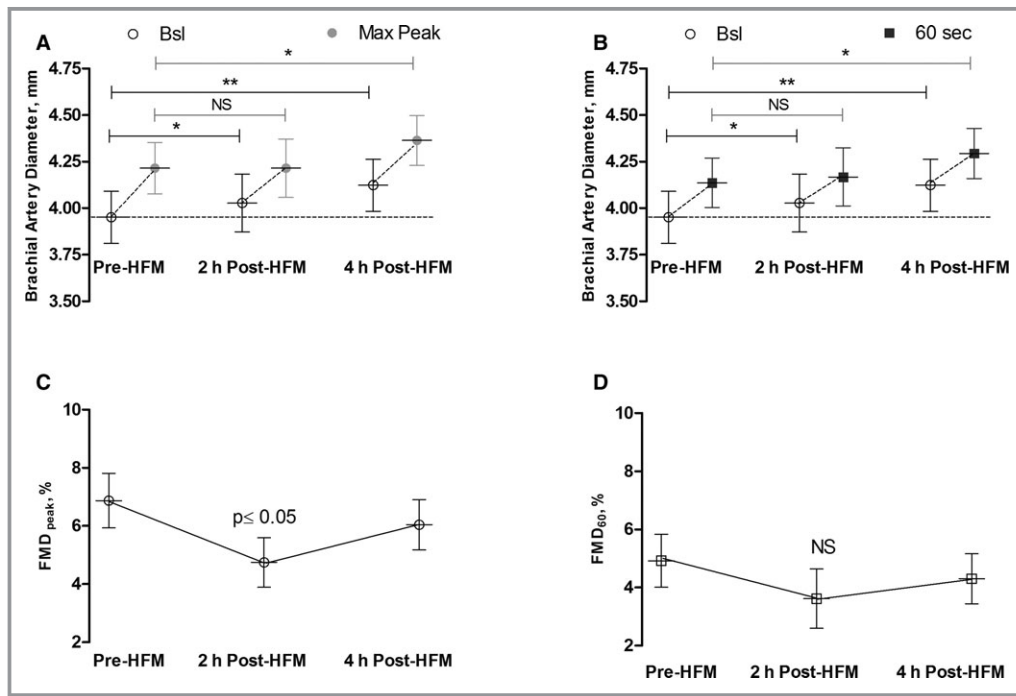 A
Bsl
Max Peak
*
**
NS
*
Brachial Artery Diameter, mm
4.75
4.50
4.25
4.00
3.75
3.50
Pre-HFM 2 h Post-HFM 4 h Post-HFM
B
Bsl
60 sec
*
**
NS
*
Brachial Artery Diameter, mm
4.75
4.50
4.25
4.00
3.75
3.50
Pre-HFM 2 h Post-HFM 4 h Post-HFM
C
FMD peak, %
10
8
6
4
2
p≤ 0.05
Pre-HFM 2 h Post-HFM 4 h Post-HFM
D
FMD60, %
10
8
6
4
2
NS
Pre-HFM 2 h Post-HFM 4 h Post-HFM